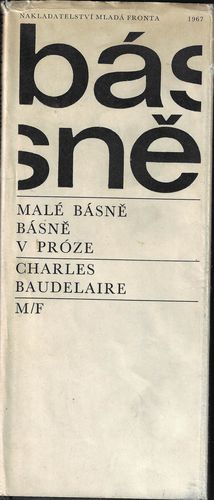 NAKLADATELSTVÍ MLADÁ FRONTA 1967
bás
sně
MALÉ BÁSNĚ
BÁSNĚ
V PRÓZE
CHARLES
BAUDELAIRE
M/F